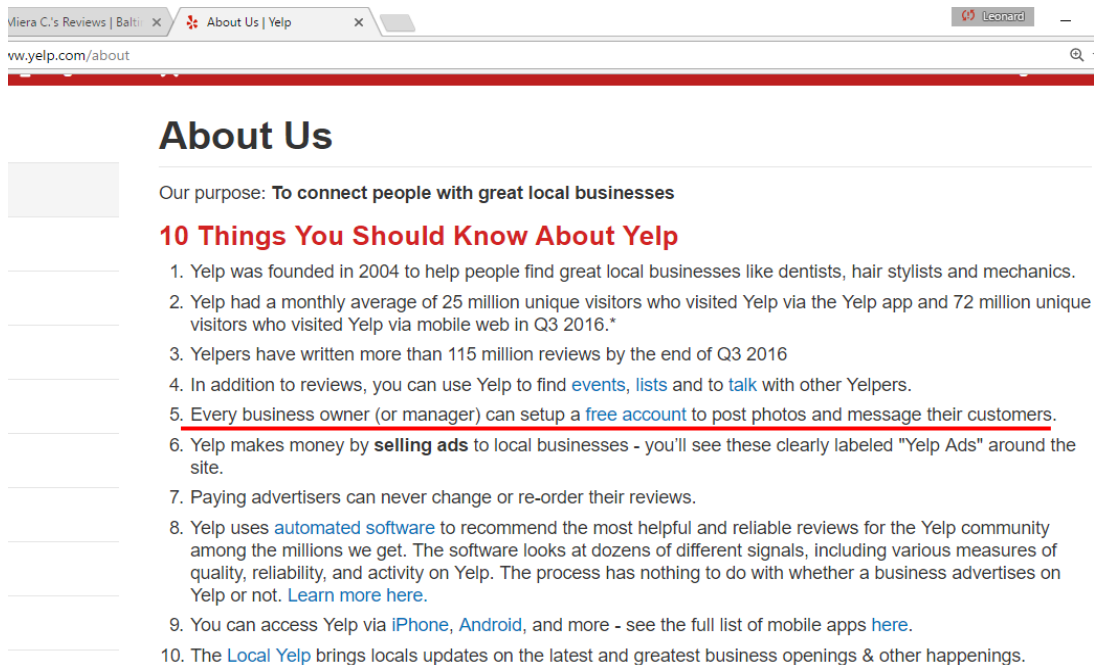 Miera C.'s Reviews | Balti
About Us | Yelp
Leonard
ww.yelp.com/about
About Us
Our purpose: To connect people with great local businesses
10 Things You Should Know About Yelp
1. Yelp was founded in 2004 to help people find great local businesses like dentists, hair stylists and mechanics.
2. Yelp had a monthly average of 25 million unique visitors who visited Yelp via the Yelp app and 72 million unique
visitors who visited Yelp via mobile web in Q3 2016.*
3. Yelpers have written more than 115 million reviews by the end of Q3 2016
4. In addition to reviews, you can use Yelp to find events, lists and to talk with other Yelpers.
5. Every business owner (or manager) can setup a free account to post photos and message their customers.
6. Yelp makes money by selling ads to local businesses - you'll see these clearly labeled "Yelp Ads" around the
site.
7. Paying advertisers can never change or re-order their reviews.
8. Yelp uses automated software to recommend the most helpful and reliable reviews for the Yelp community
among the millions we get. The software looks at dozens of different signals, including various measures of
quality, reliability, and activity on Yelp. The process has nothing to do with whether a business advertises on
Yelp or not. Learn more here.
9. You can access Yelp via iPhone, Android, and more - see the full list of mobile apps here.
10. The Local Yelp brings locals updates on the latest and greatest business openings & other happenings.